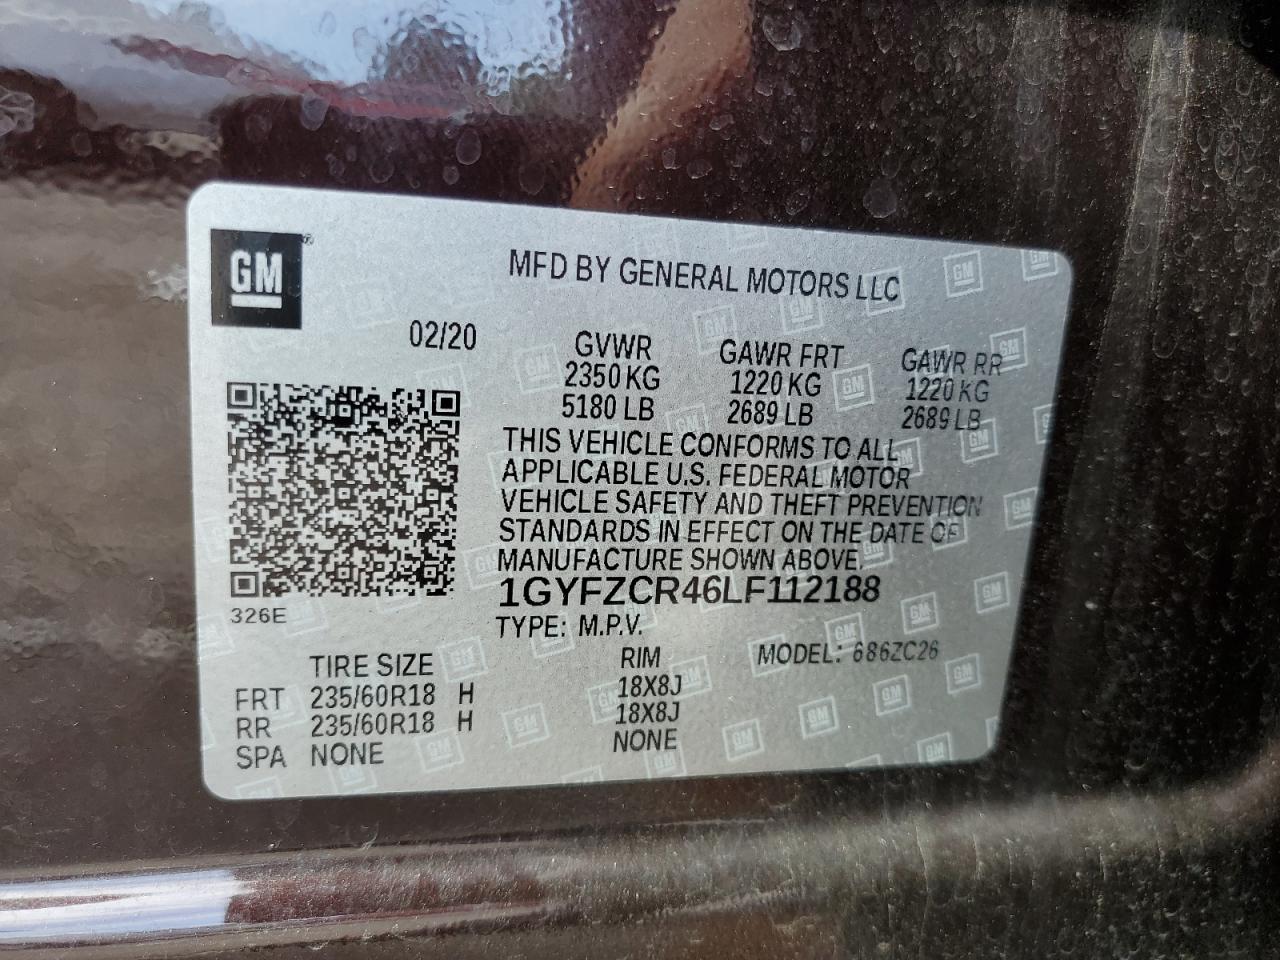 GM
MFD BY GENERAL MOTORS LLC
02/20
GVWR GAWR FRT GAWR RR
2350 KG 1220 KG 1220 KG
5180 LB 2689 LB 2689 LB
THIS VEHICLE CONFORMS TO ALL
APPLICABLE U.S. FEDERAL MOTOR
VEHICLE SAFETY AND THEFT PREVENTION
STANDARDS IN EFFECT ON THE DATE OF
MANUFACTURE SHOWN ABOVE.
1GYFZCR46LF112188
326E
TYPE: M.P.V.
MODEL: 686ZC26
TIRE SIZE RIM
FRT 235/60R18 H 18X8J
RR 235/60R18 H 18X8J
SPA NONE NONE